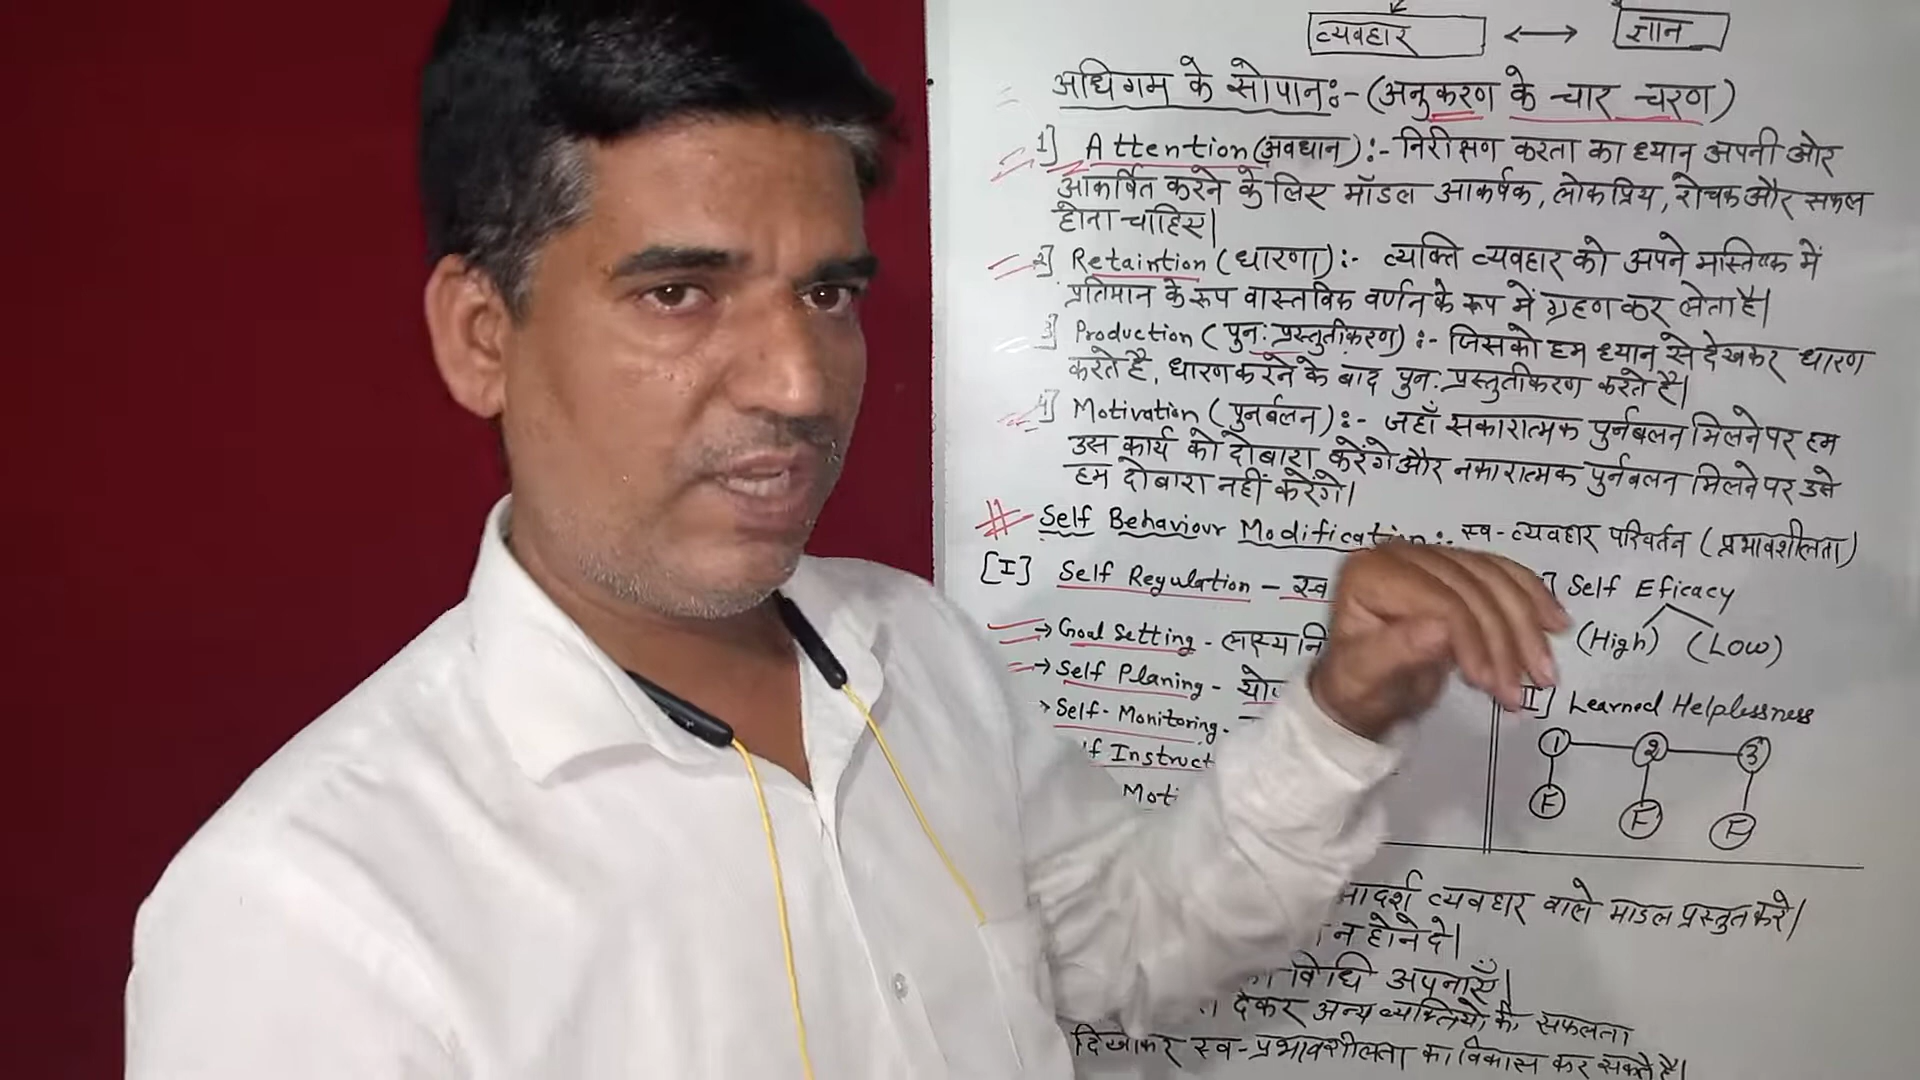 व्यवहार ज्ञान
अधिगम के सोपान:- (अनुकरण के चार चरण)
1] Attention (अवधान) :- निरीक्षण करता का ध्यान अपनी ओर
आकर्षित करने के लिए मॉडल आकर्षक, लोकप्रिय, रोचक और सफल
होना चाहिए।
2] Retaintion (धारणा) :- व्यक्ति व्यवहार को अपने मस्तिष्क में
प्रतिमान के रूप वास्तविक वर्णन के रूप में ग्रहण कर लेता है।
3] Production (पुन: प्रस्तुतीकरण) :- जिसको हम ध्यान से देखकर धारण
करते है, धारण करने के बाद पुन: प्रस्तुतीकरण करते है।
4] Motivation (पुनर्बलन) :- जहाँ सकारात्मक पुर्नबलन मिलने पर हम
उस कार्य को दोबारा करेंगे और नकारात्मक पुर्नबलन मिलने पर उसे
हम दोबारा नहीं करेंगे।
# Self Behaviour Modification :- स्व-व्यवहार परिवर्तन (प्रभावशीलता)
[I] Self Regulation - स्व
→ Goal Setting -
→ Self Planing -
→ Self-Monitoring -
Self Eficacy
(High) (Low)
II] Learned Helplessness
1 2 3
F F F
व्यवहार वाले माडल प्रस्तुत करे।
न होने दे।
विधि अपनाएँ।
देकर अन्य व्यक्तियो की सफलता
दिखाकर स्व-प्रभावशीलता का विकास कर सकते है।